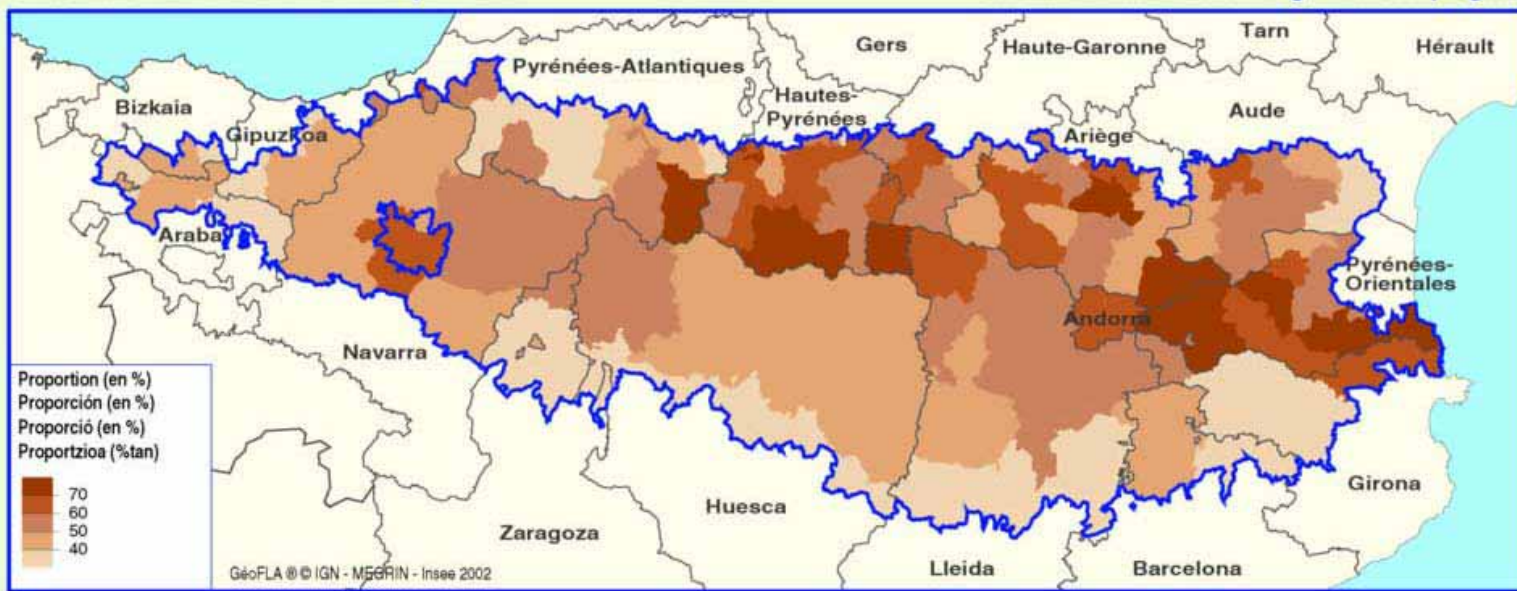 Tarn
Gers
Haute-Garonne
Hérault
Pyrénées-Atlantiques
Bizkaia
Hautes-
Pyrénées
Aude
Gipuzkoa
Ariège
Araba
Pyrénées-
Orientales
Andorra
Navarra
Proportion (en %)
Proporción (en %)
Proporció (en %)
Proportzioa (%tan)
70
60
50
40
Girona
Huesca
Zaragoza
Lleida
Barcelona
GéoFLA ® © IGN - MEGRIN - Insee 2002